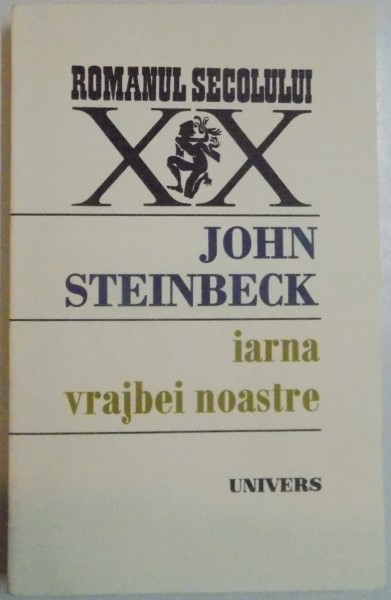 ROMANUL SECOLULUI
XX
JOHN
STEINBECK
iarna
vrajbei noastre
UNIVERS